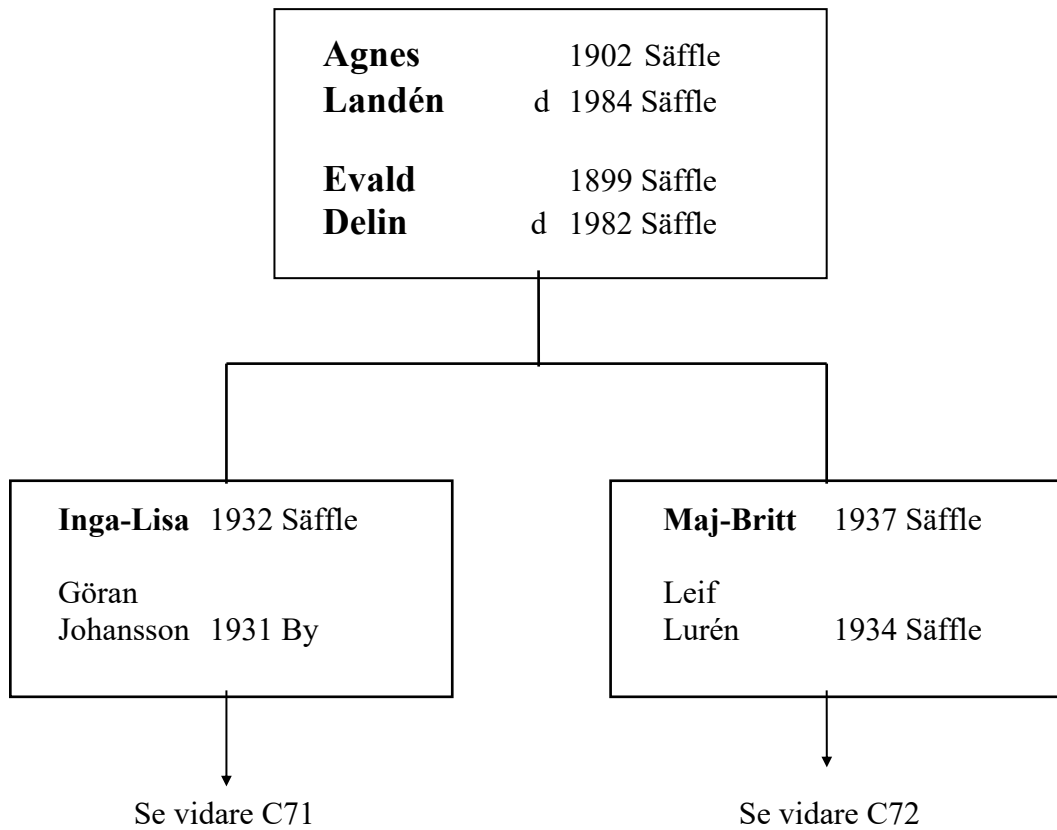 Agnes 1902 Säffle
Landén d 1984 Säffle
Evald 1899 Säffle
Delin d 1982 Säffle
Inga-Lisa 1932 Säffle
Göran
Johansson 1931 By
Maj-Britt 1937 Säffle
Leif
Lurén 1934 Säffle
Se vidare C71
Se vidare C72